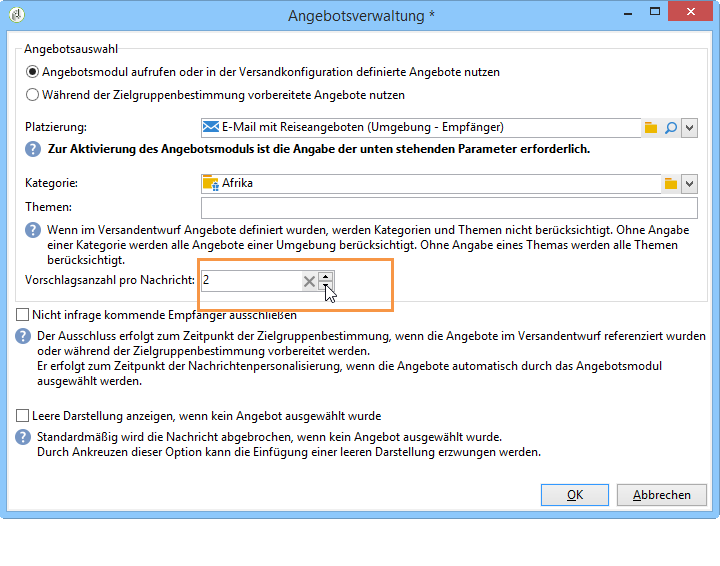 Angebotsverwaltung *
Angebotsauswahl
Angebotsmodul aufrufen oder in der Versandkonfiguration definierte Angebote nutzen
Während der Zielgruppenbestimmung vorbereitete Angebote nutzen
Platzierung: E-Mail mit Reiseangeboten (Umgebung - Empfänger)
Zur Aktivierung des Angebotsmoduls ist die Angabe der unten stehenden Parameter erforderlich.
Kategorie: Afrika
Themen:
Wenn im Versandentwurf Angebote definiert wurden, werden Kategorien und Themen nicht berücksichtigt. Ohne Angabe
einer Kategorie werden alle Angebote einer Umgebung berücksichtigt. Ohne Angabe eines Themas werden alle Themen
berücksichtigt.
Vorschlagsanzahl pro Nachricht: 2
Nicht infrage kommende Empfänger ausschließen
Der Ausschluss erfolgt zum Zeitpunkt der Zielgruppenbestimmung, wenn die Angebote im Versandentwurf referenziert wurden
oder während der Zielgruppenbestimmung vorbereitet werden.
Er erfolgt zum Zeitpunkt der Nachrichtenpersonalisierung, wenn die Angebote automatisch durch das Angebotsmodul
ausgewählt werden.
Leere Darstellung anzeigen, wenn kein Angebot ausgewählt wurde
Standardmäßig wird die Nachricht abgebrochen, wenn kein Angebot ausgewählt wurde.
Durch Ankreuzen dieser Option kann die Einfügung einer leeren Darstellung erzwungen werden.
OK Abbrechen